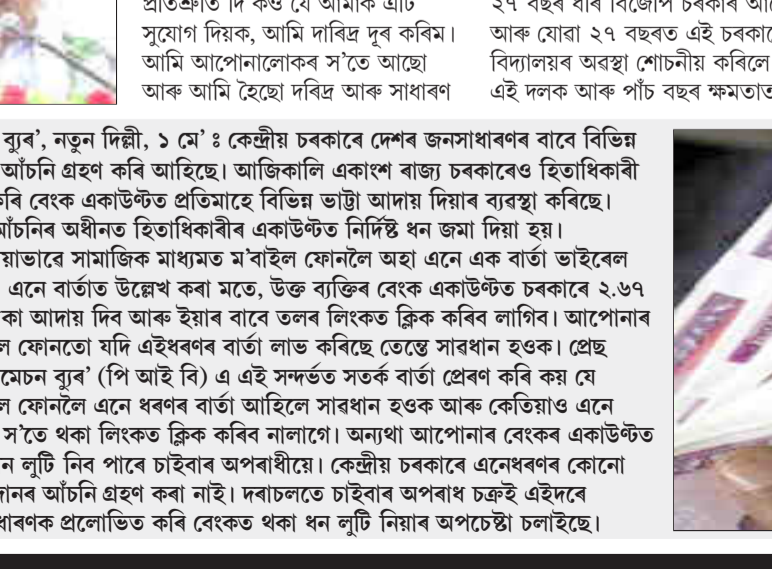 প্ৰতিশ্ৰুতি দি কওঁ যে আমাক এটি
সুযোগ দিয়ক, আমি দাৰিদ্ৰ দূৰ কৰিম।
আমি আপোনালোকৰ স'তে আছো
আৰু আমি হৈছো দৰিদ্ৰ আৰু সাধাৰণ
২৭ বছৰ ধৰি বিজেপি চৰকাৰ
আৰু যোৱা ২৭ বছৰত এই
বিদ্যালয়ৰ অৱস্থা শোচনীয় কৰিলে
এই দলক আৰু পাঁচ বছৰ
ব্যুৰ', নতুন দিল্লী, ১ মে' ঃ কেন্দ্ৰীয় চৰকাৰে দেশৰ জনসাধাৰণৰ বাবে বিভিন্ন
আঁচনি গ্ৰহণ কৰি আহিছে। আজিকালি একাংশ ৰাজ্য চৰকাৰেও হিতাধিকাৰী
কৰি বেংক একাউণ্টত প্ৰতিমাহে বিভিন্ন ভাট্টা আদায় দিয়াৰ ব্যৱস্থা কৰিছে।
আঁচনিৰ অধীনত হিতাধিকাৰীৰ একাউণ্টত নিৰ্দিষ্ট ধন জমা দিয়া হয়।
সামাজিক মাধ্যমত ম'বাইল ফোনলৈ অহা এনে এক বাৰ্তা ভাইৰেল
এনে বাৰ্তাত উল্লেখ কৰা মতে, উক্ত ব্যক্তিৰ বেংক একাউণ্টত চৰকাৰে ২.৬৭
আদায় দিব আৰু ইয়াৰ বাবে তলৰ লিংকত ক্লিক কৰিব লাগিব। আপোনাৰ
ফোনতো যদি এইধৰণৰ বাৰ্তা লাভ কৰিছে তেন্তে সাৱধান হওক। প্ৰেছ
ব্যুৰ' (পি আই বি) এ এই সন্দৰ্ভত সতৰ্ক বাৰ্তা প্ৰেৰণ কৰি কয় যে
ফোনলৈ এনে ধৰণৰ বাৰ্তা আহিলে সাৱধান হওক আৰু কেতিয়াও এনে
স'তে থকা লিংকত ক্লিক কৰিব নালাগে। অন্যথা আপোনাৰ বেংকৰ একাউণ্টত
লুটি নিব পাৰে চাইবাৰ অপৰাধীয়ে। কেন্দ্ৰীয় চৰকাৰে এনেধৰণৰ কোনো
আঁচনি গ্ৰহণ কৰা নাই। দৰাচলতে চাইবাৰ অপৰাধ চক্ৰই এইদৰে
প্ৰলোভিত কৰি বেংকত থকা ধন লুটি নিয়াৰ অপচেষ্টা চলাইছে।